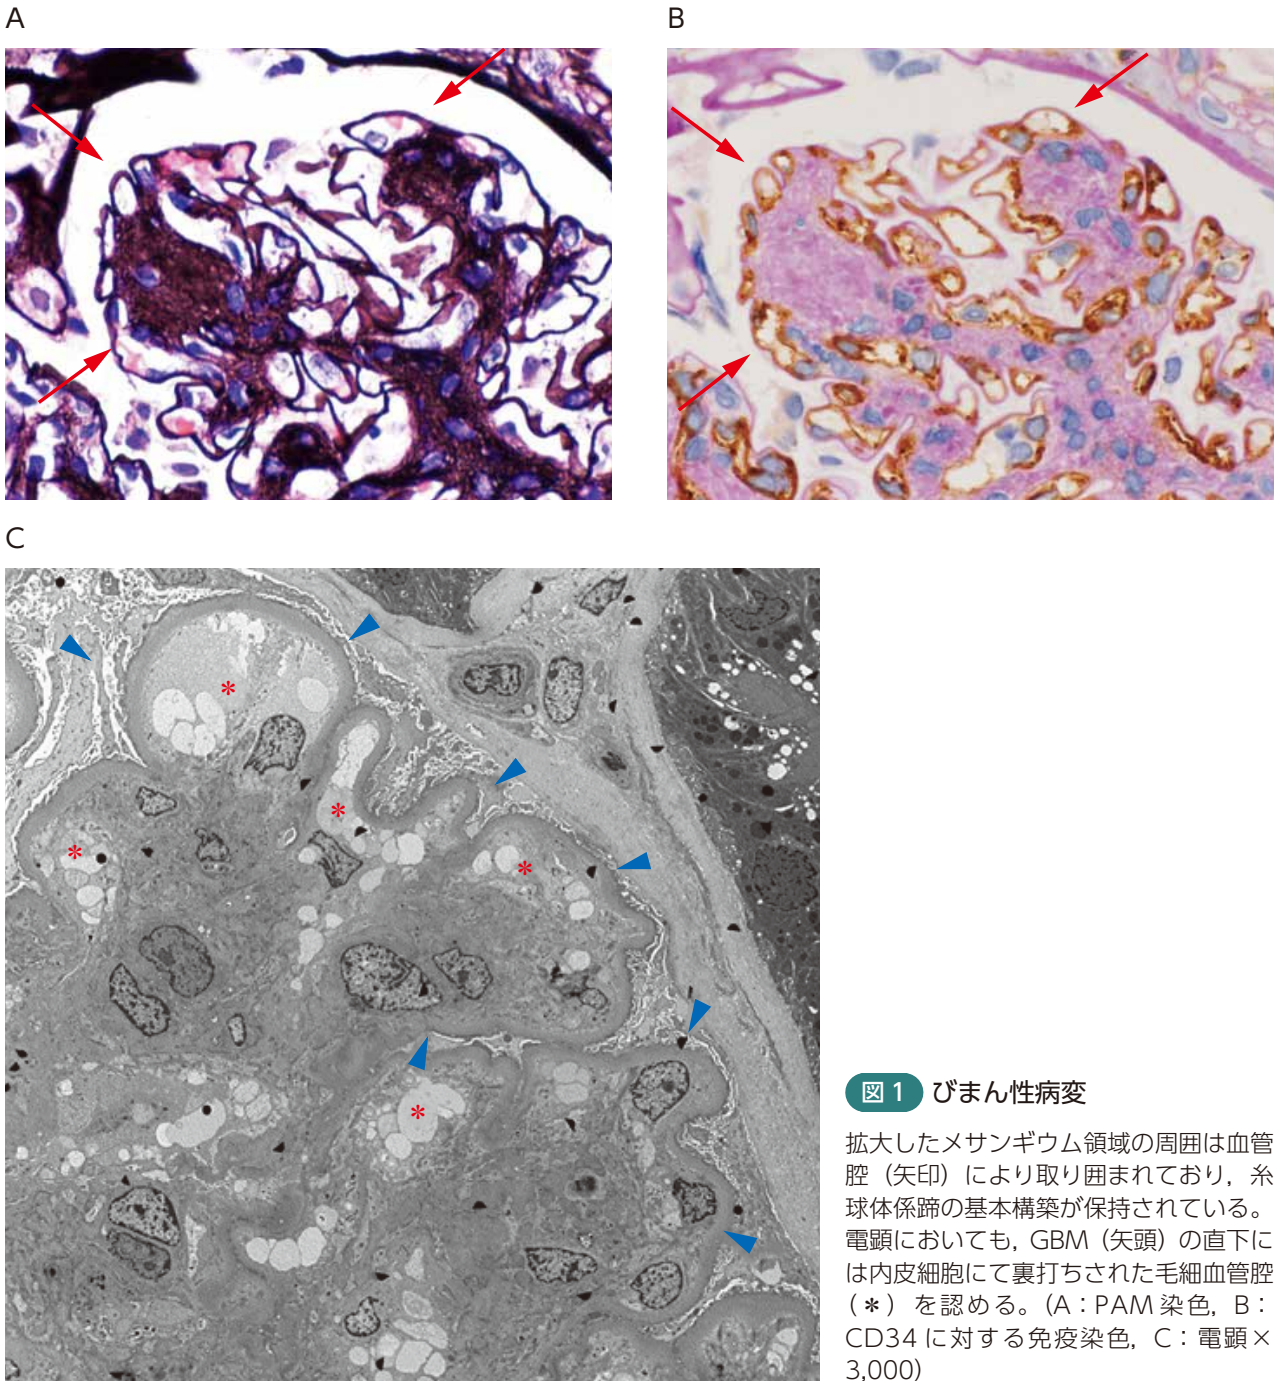 A
B
C
*
*
*
*
*
図1 びまん性病変
拡大したメサンギウム領域の周囲は血管
腔（矢印）により取り囲まれており，糸
球体係蹄の基本構築が保持されている。
電顕においても，GBM（矢頭）の直下に
は内皮細胞にて裏打ちされた毛細血管腔
（＊）を認める。（A：PAM 染色，B：
CD34 に対する免疫染色，C：電顕×
3,000）